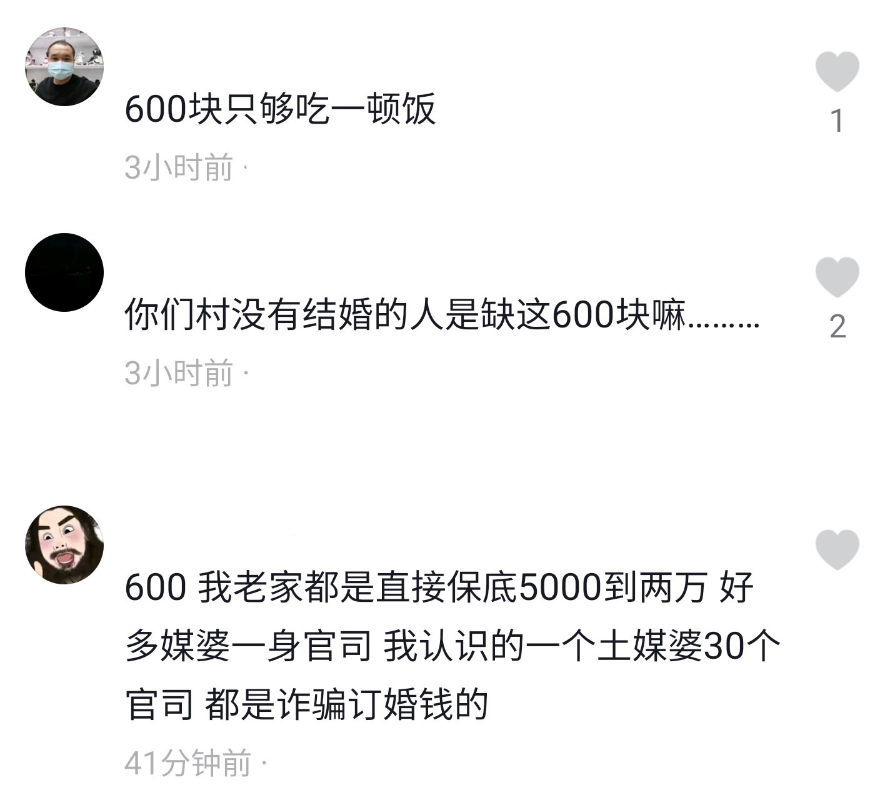 600块只够吃一顿饭
1
3小时前 ·
你们村没有结婚的人是缺这600块嘛………
2
3小时前 ·
600 我老家都是直接保底5000到两万 好
多媒婆一身官司 我认识的一个土媒婆30个
官司 都是诈骗订婚钱的
41分钟前 ·